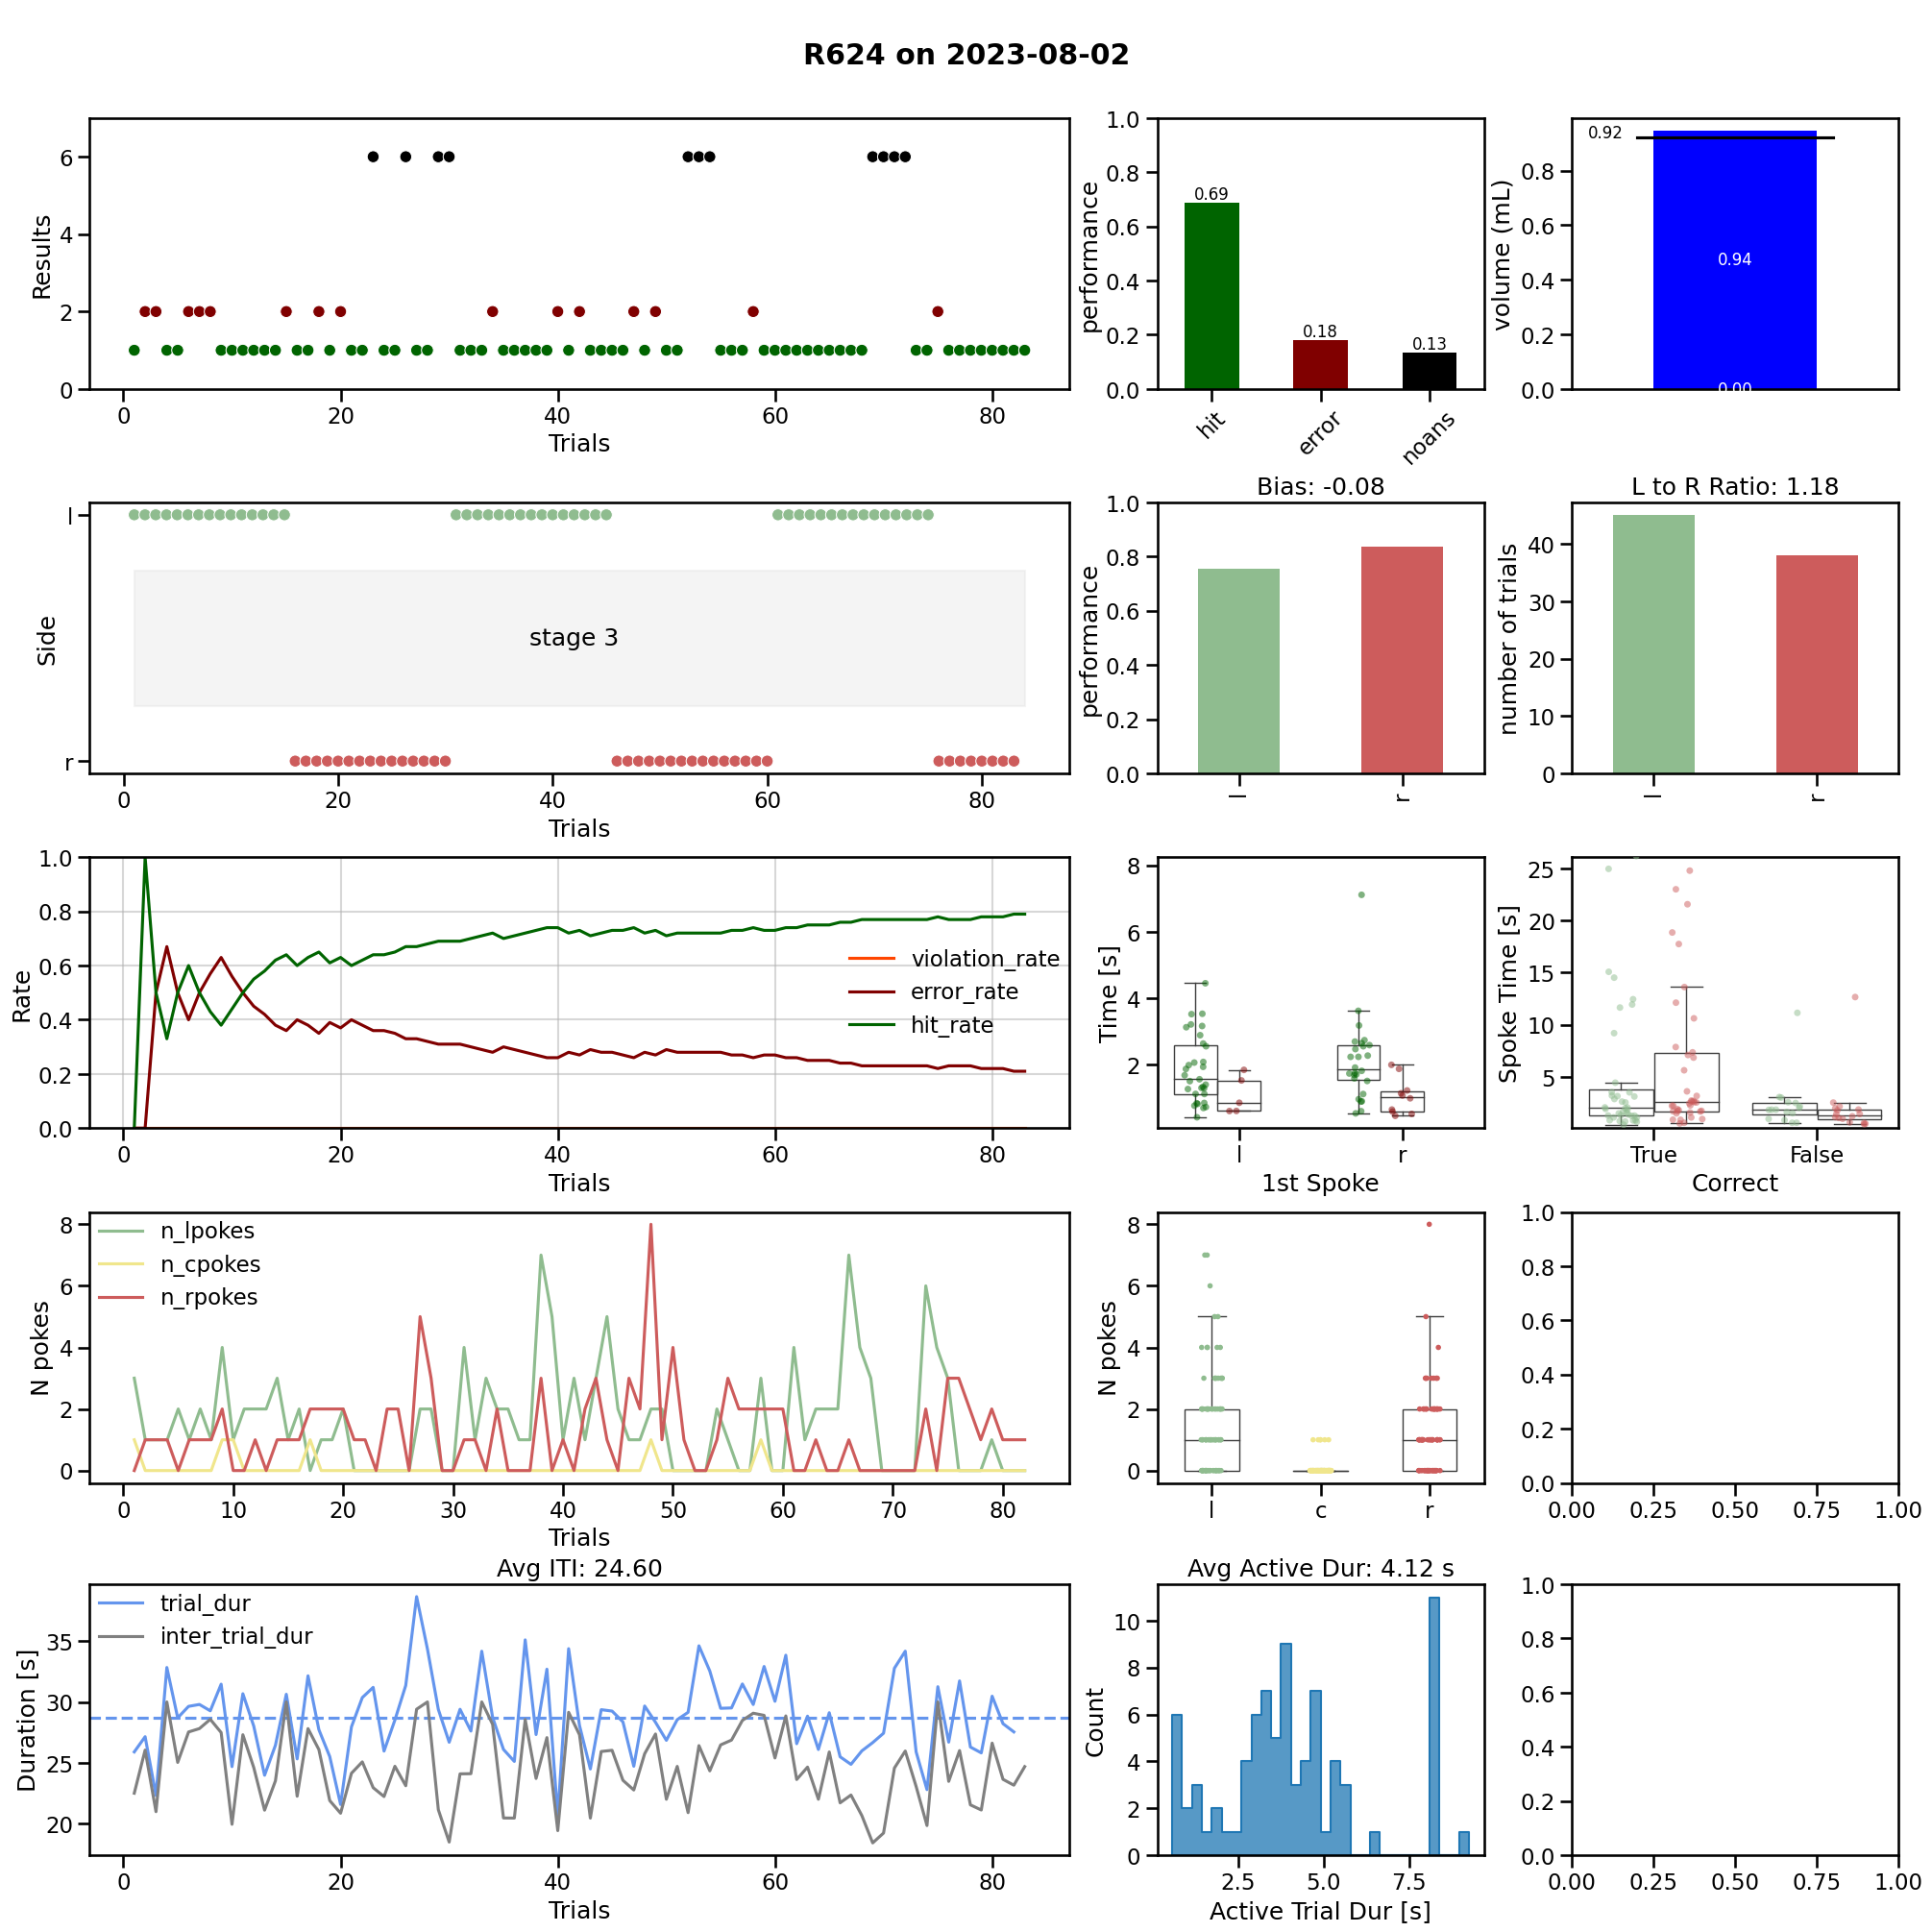 R624 on 2023-08-02
Results
6
4
2
0
0 20 40 60 80
Trials
performance
1.0
0.8
0.6
0.4
0.2
0.0
0.69
0.18
0.13
hit error noans
volume (mL)
0.8
0.6
0.4
0.2
0.0
0.92
0.94
0.00
Side
l
r
stage 3
0 20 40 60 80
Trials
Bias: -0.08
performance
1.0
0.8
0.6
0.4
0.2
0.0
l r
L to R Ratio: 1.18
number of trials
40
30
20
10
0
l r
Rate
1.0
0.8
0.6
0.4
0.2
0.0
violation_rate
error_rate
hit_rate
0 20 40 60 80
Trials
Time [s]
8
6
4
2
l r
1st Spoke
Spoke Time [s]
25
20
15
10
5
True False
Correct
N pokes
8
6
4
2
0
n_lpokes
n_cpokes
n_rpokes
0 10 20 30 40 50 60 70 80
Trials
N pokes
8
6
4
2
0
l c r
1.0
0.8
0.6
0.4
0.2
0.0
0.00 0.25 0.50 0.75 1.00
Avg ITI: 24.60
Duration [s]
35
30
25
20
trial_dur
inter_trial_dur
0 20 40 60 80
Trials
Avg Active Dur: 4.12 s
Count
10
8
6
4
2
0
2.5 5.0 7.5
Active Trial Dur [s]
1.0
0.8
0.6
0.4
0.2
0.0
0.00 0.25 0.50 0.75 1.00